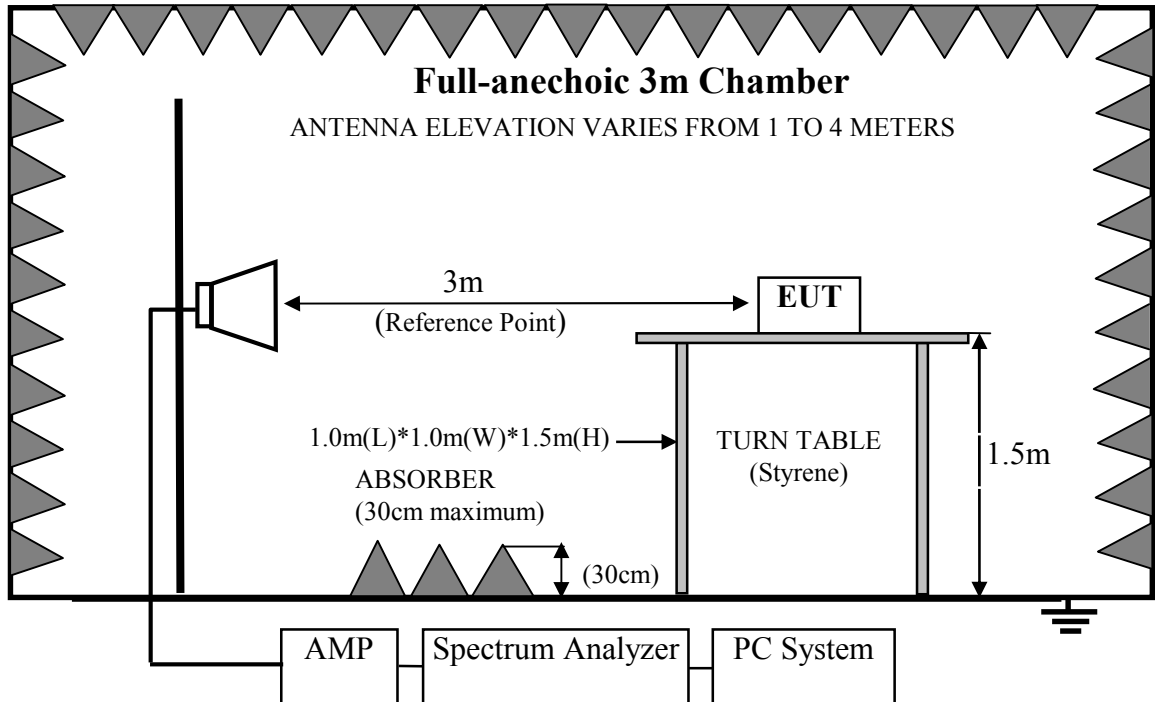 Full-anechoic 3m Chamber
ANTENNA ELEVATION VARIES FROM 1 TO 4 METERS
3m
(Reference Point)
EUT
1.0m(L)*1.0m(W)*1.5m(H)
ABSORBER
(30cm maximum)
TURN TABLE
(Styrene)
1.5m
(30cm)
AMP
Spectrum Analyzer
PC System